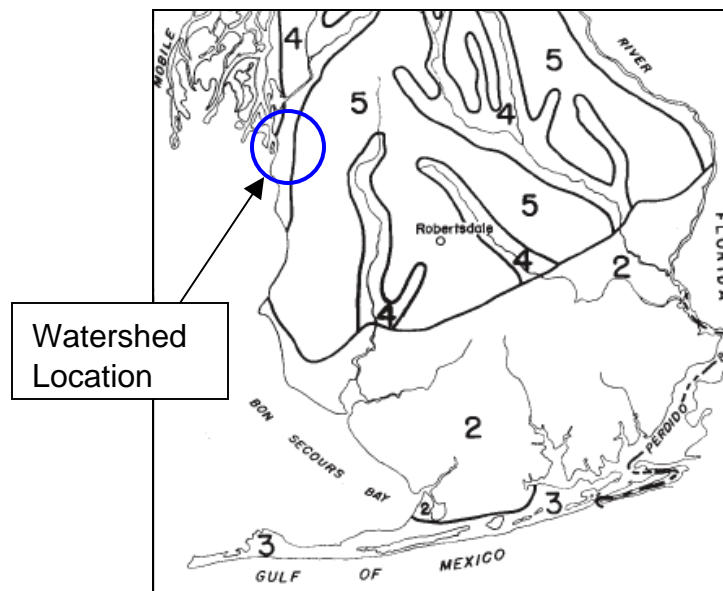 MOBILE
4
5
5
RIVER
4
5
Robertsdale
4
2
FLORIDA
4
Watershed
Location
BON SECOURS BAY
PERDIDO
2
2
3
3
GULF OF MEXICO